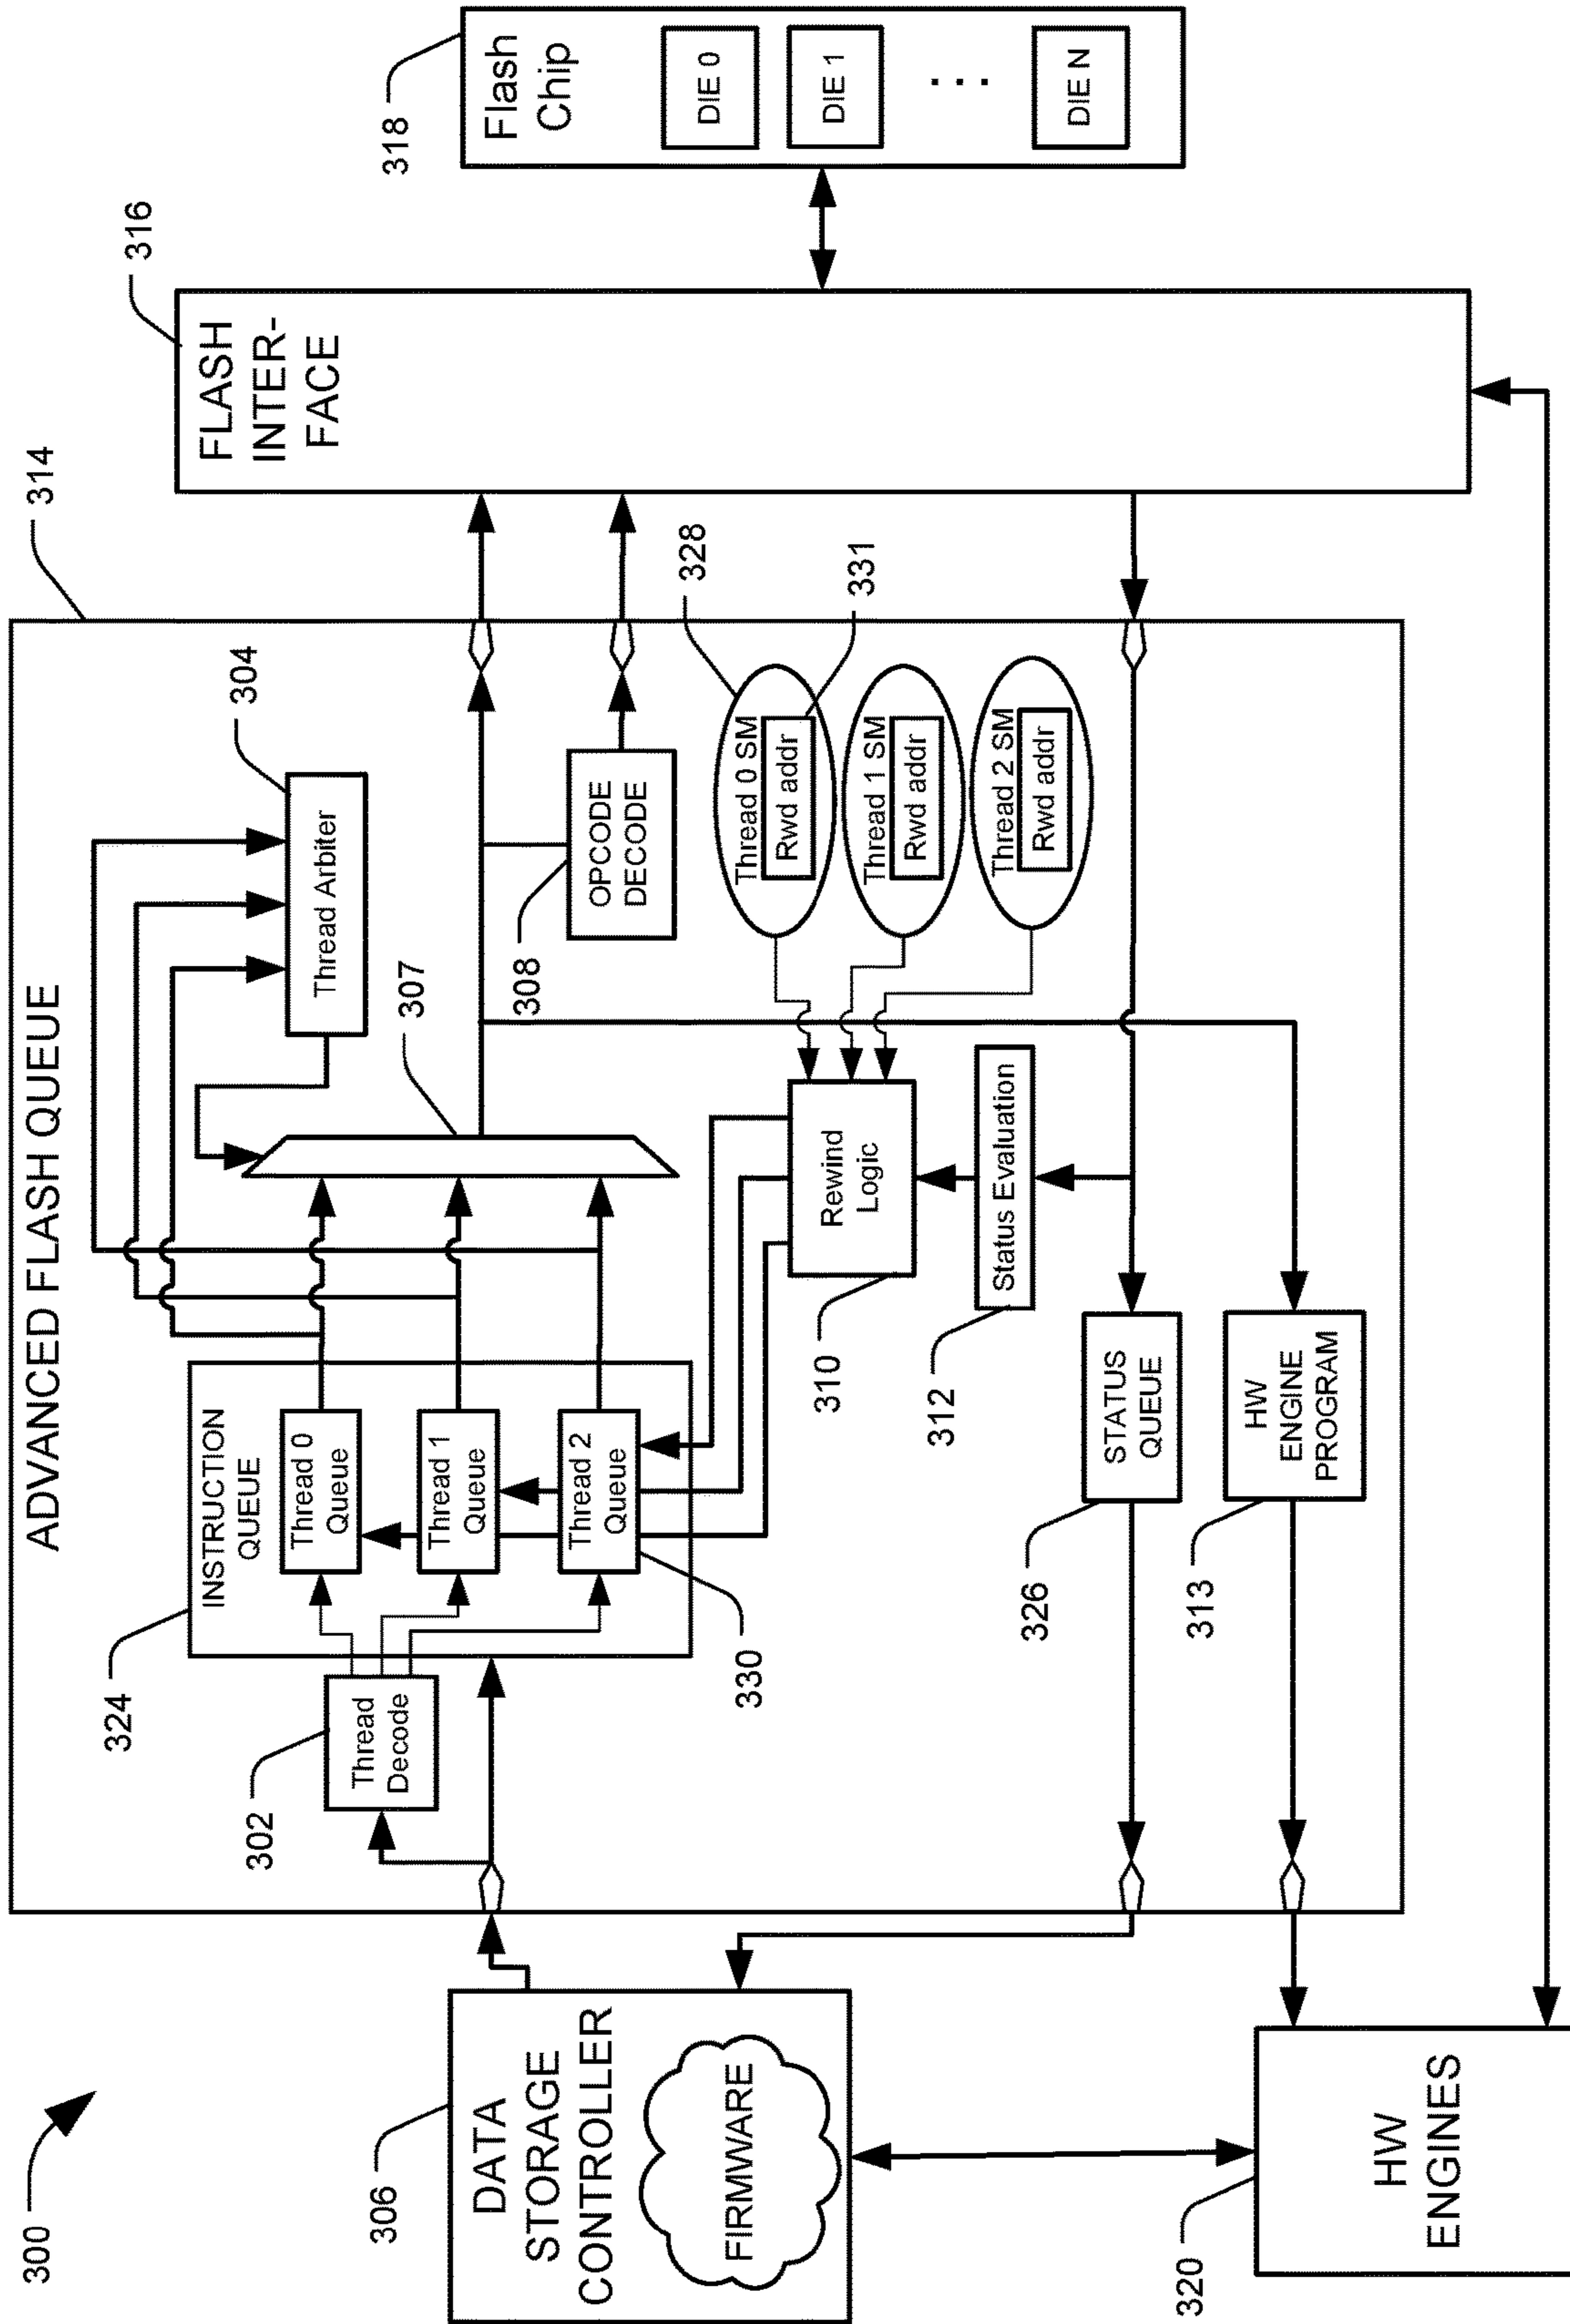 300
ADVANCED FLASH QUEUE
314
324
INSTRUCTION
QUEUE
302
Thread
Decode
Thread 0
Queue
Thread 1
Queue
Thread 2
Queue
330
307
304
Thread Arbiter
308
OPCODE
DECODE
328
331
Thread 0 SM
Rwd addr
Thread 1 SM
Rwd addr
Thread 2 SM
Rwd addr
310
Rewind
Logic
312
Status Evaluation
326
STATUS
QUEUE
313
HW
ENGINE
PROGRAM
306
DATA
STORAGE
CONTROLLER
FIRMWARE
320
HW
ENGINES
316
FLASH
INTER-
FACE
318
Flash
Chip
DIE 0
DIE 1
...
DIE N